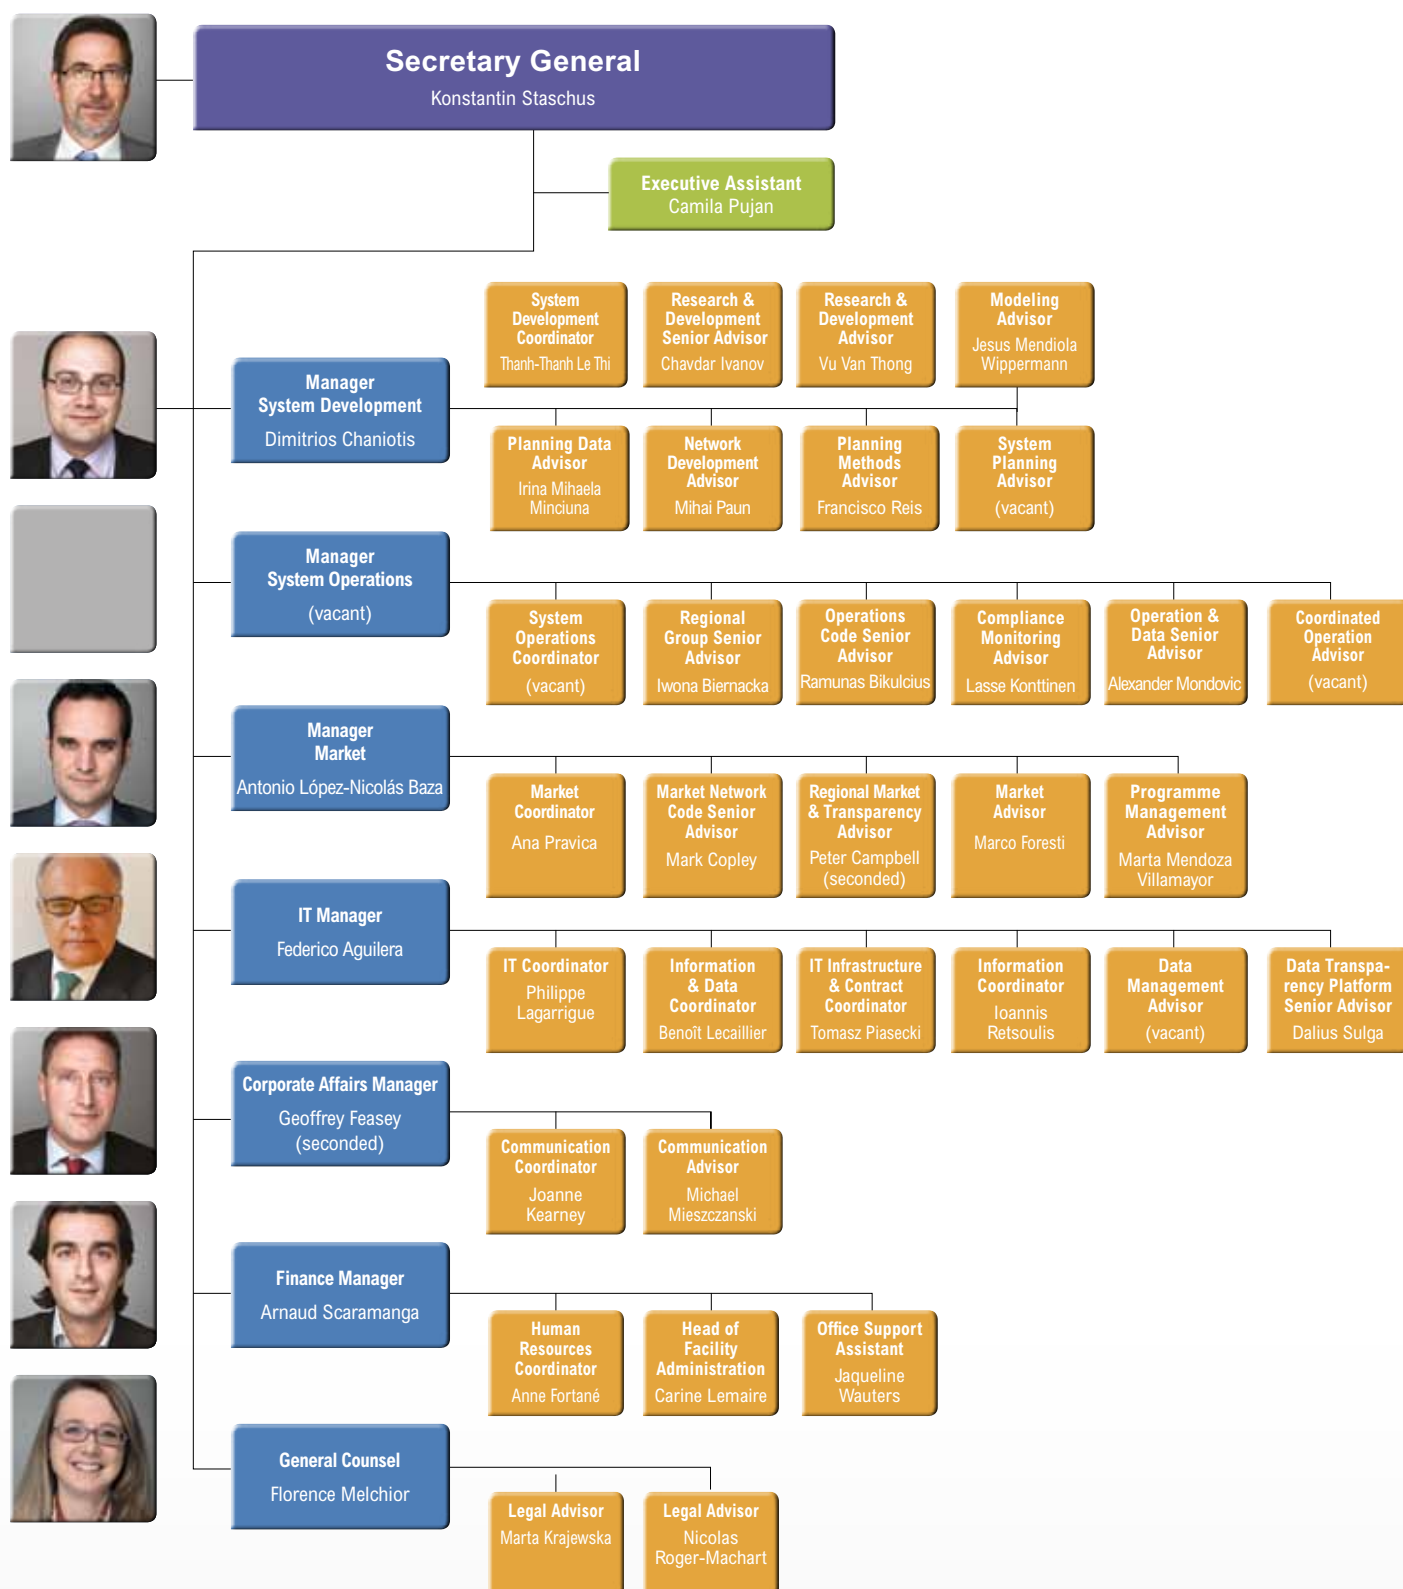 Secretary General
Konstantin Staschus
Executive Assistant
Camila Pujan
System
Development
Coordinator
Thanh-Thanh Le Thi
Research &
Development
Senior Advisor
Chavdar Ivanov
Research &
Development
Advisor
Vu Van Thong
Modeling
Advisor
Jesus Mendiola
Wippermann
Manager
System Development
Dimitrios Chaniotis
Planning Data
Advisor
Irina Mihaela
Minciuna
Network
Development
Advisor
Mihai Paun
Planning
Methods
Advisor
Francisco Reis
System
Planning
Advisor
(vacant)
Manager
System Operations
(vacant)
System
Operations
Coordinator
(vacant)
Regional
Group Senior
Advisor
Iwona Biernacka
Operations
Code Senior
Advisor
Ramunas Bikulcius
Compliance
Monitoring
Advisor
Lasse Konttinen
Operation &
Data Senior
Advisor
Alexander Mondovic
Coordinated
Operation
Advisor
(vacant)
Manager
Market
Antonio López-Nicolás Baza
Market
Coordinator
Ana Pravica
Market Network
Code Senior
Advisor
Mark Copley
Regional Market
& Transparency
Advisor
Peter Campbell
(seconded)
Market
Advisor
Marco Foresti
Programme
Management
Advisor
Marta Mendoza
Villamayor
IT Manager
Federico Aguilera
IT Coordinator
Philippe
Lagarrigue
Information
& Data
Coordinator
Benoît Lecaillier
IT Infrastructure
& Contract
Coordinator
Tomasz Piasecki
Information
Coordinator
Ioannis
Retsoulis
Data
Management
Advisor
(vacant)
Data Transpa-
rency Platform
Senior Advisor
Dalius Sulga
Corporate Affairs Manager
Geoffrey Feasey
(seconded)
Communication
Coordinator
Joanne
Kearney
Communication
Advisor
Michael
Mieszczanski
Finance Manager
Arnaud Scaramanga
Human
Resources
Coordinator
Anne Fortané
Head of
Facility
Administration
Carine Lemaire
Office Support
Assistant
Jaqueline
Wauters
General Counsel
Florence Melchior
Legal Advisor
Marta Krajewska
Legal Advisor
Nicolas
Roger-Machart